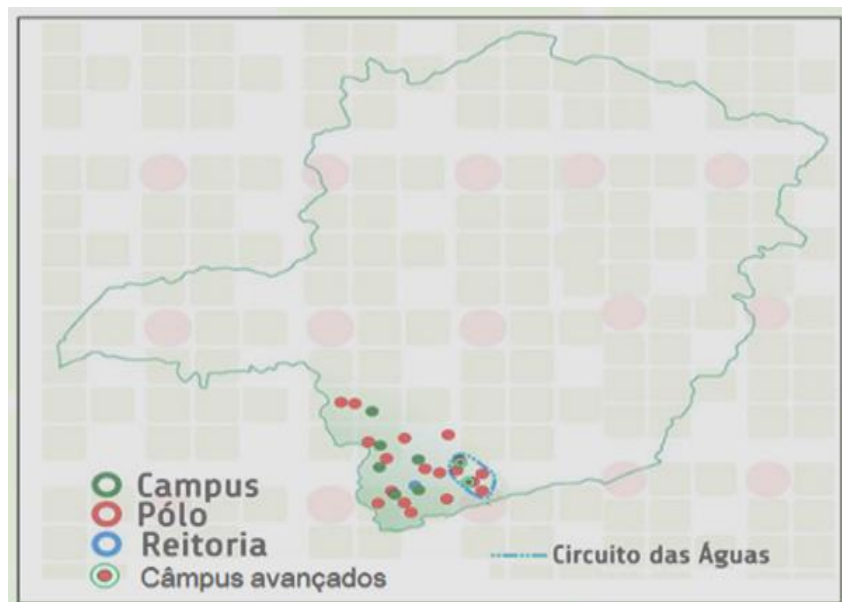 Campus
Pólo
Reitoria
Câmpus avançados
Circuito das Águas